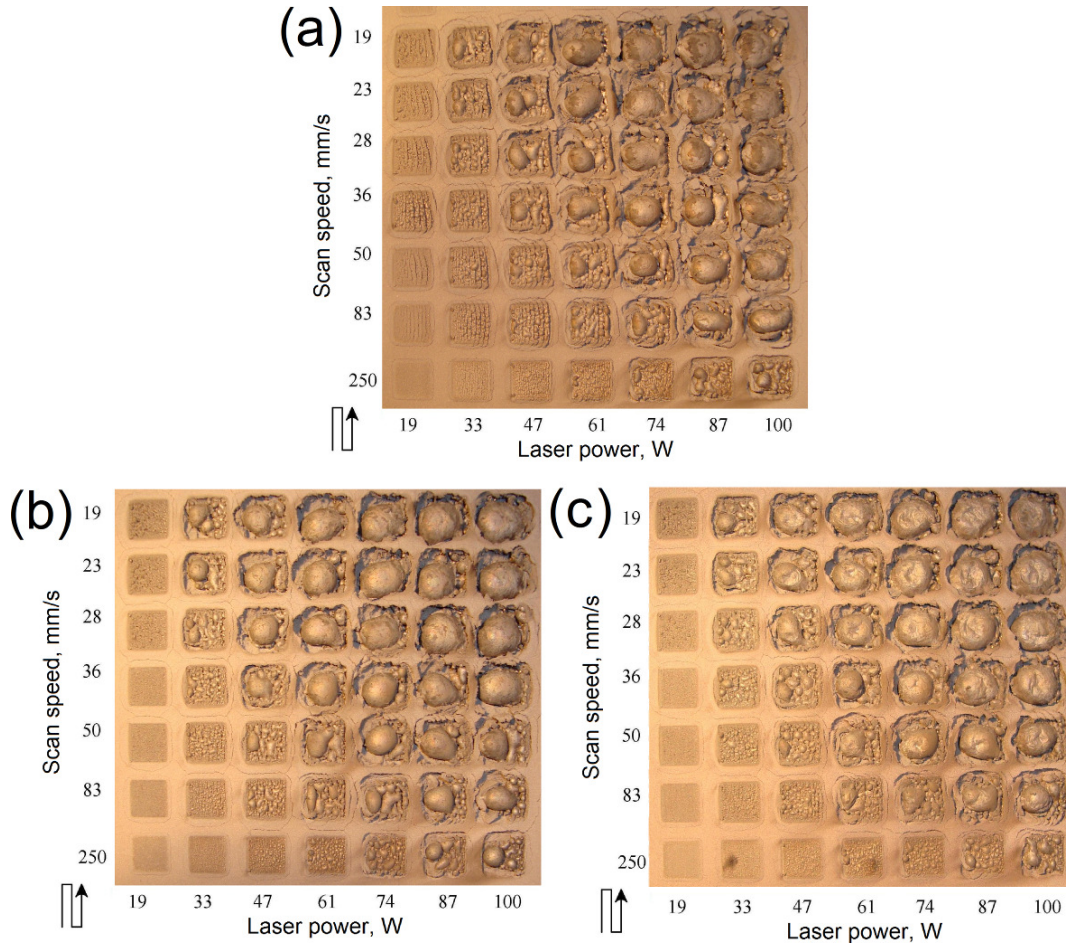 (a)
Scan speed, mm/s
19
23
28
36
50
83
250
19 33 47 61 74 87 100
Laser power, W
(b)
Scan speed, mm/s
19
23
28
36
50
83
250
19 33 47 61 74 87 100
Laser power, W
(c)
Scan speed, mm/s
19
23
28
36
50
83
250
19 33 47 61 74 87 100
Laser power, W